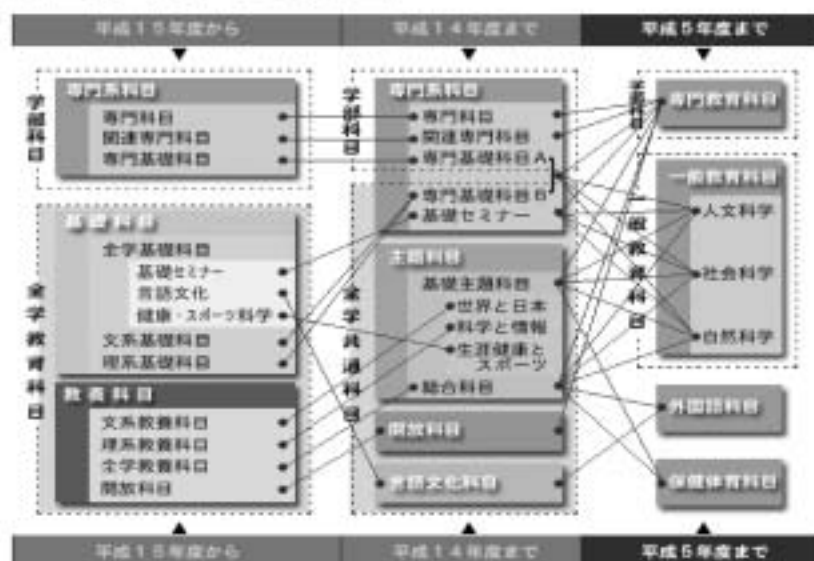 平成15年度から
平成14年度まで
平成5年度まで
学部科目
専門系科目
専門科目
関連専門科目
専門基礎科目
全学教育科目
基礎科目
全学基礎科目
基礎セミナー
言語文化
健康・スポーツ科学
文系基礎科目
理系基礎科目
教養科目
文系教養科目
理系教養科目
全学教養科目
開放科目
学部科目
専門系科目
専門科目
関連専門科目
専門基礎科目A
専門基礎科目B
基礎セミナー
全学共通科目
主題科目
基礎主題科目
世界と日本
科学と情報
生涯健康と
スポーツ
総合科目
開放科目
言語文化科目
学部科目
専門教育科目
一般教育科目
一般教育科目
人文科学
社会科学
自然科学
外国語科目
保健体育科目
平成15年度から
平成14年度まで
平成5年度まで